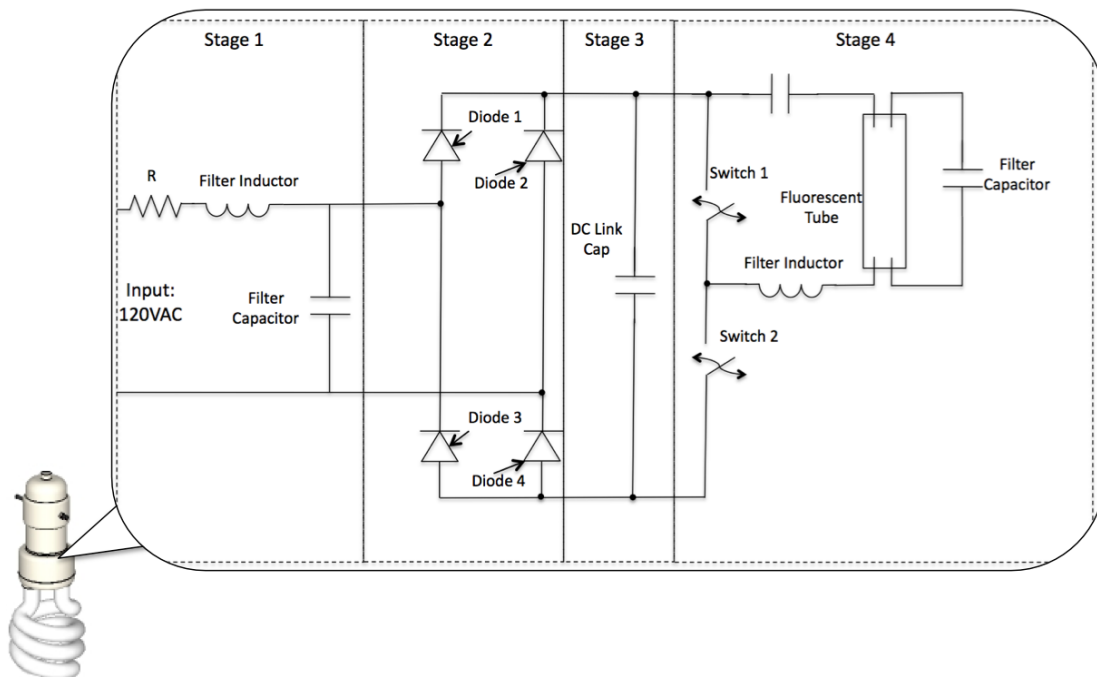 Stage 1
Stage 2
Stage 3
Stage 4
Diode 1
Diode 2
R
Filter Inductor
Switch 1
Fluorescent
Tube
Filter
Capacitor
DC Link
Cap
Filter Inductor
Input:
120VAC
Filter
Capacitor
Switch 2
Diode 3
Diode 4